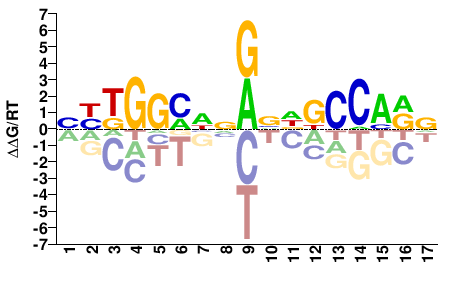 ΔΔG/RT
7
6
5
4
3
2
1
0
-1
-2
-3
-4
-5
-6
-7
C T T G G C A G G G A G C C A A G
C C G A T A A T T C G G
A A A T C T G C C T C A T T T T T
G C A T T C A A G G C
C G T G
1 2 3 4 5 6 7 8 9 10 11 12 13 14 15 16 17